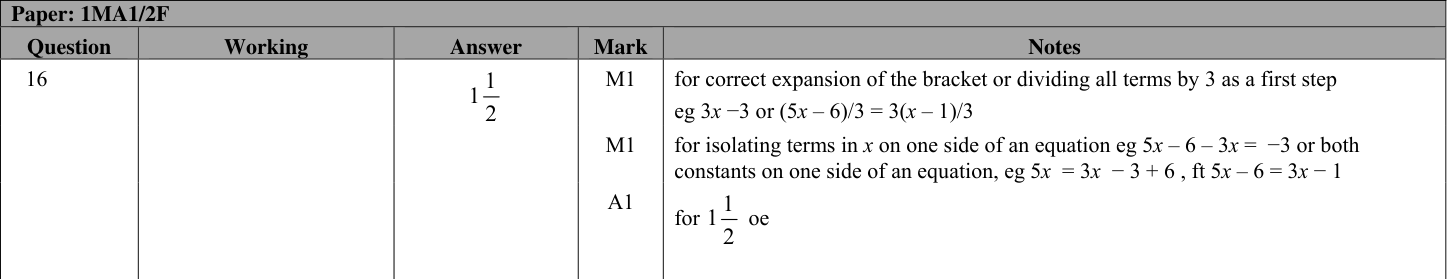 Paper: 1MA1/2F
Question Working Answer Mark Notes
16 1 1/2 M1 for correct expansion of the bracket or dividing all terms by 3 as a first step
eg 3x −3 or (5x – 6)/3 = 3(x – 1)/3
M1 for isolating terms in x on one side of an equation eg 5x – 6 – 3x = −3 or both
constants on one side of an equation, eg 5x = 3x − 3 + 6 , ft 5x – 6 = 3x − 1
A1 for 1 1/2 oe